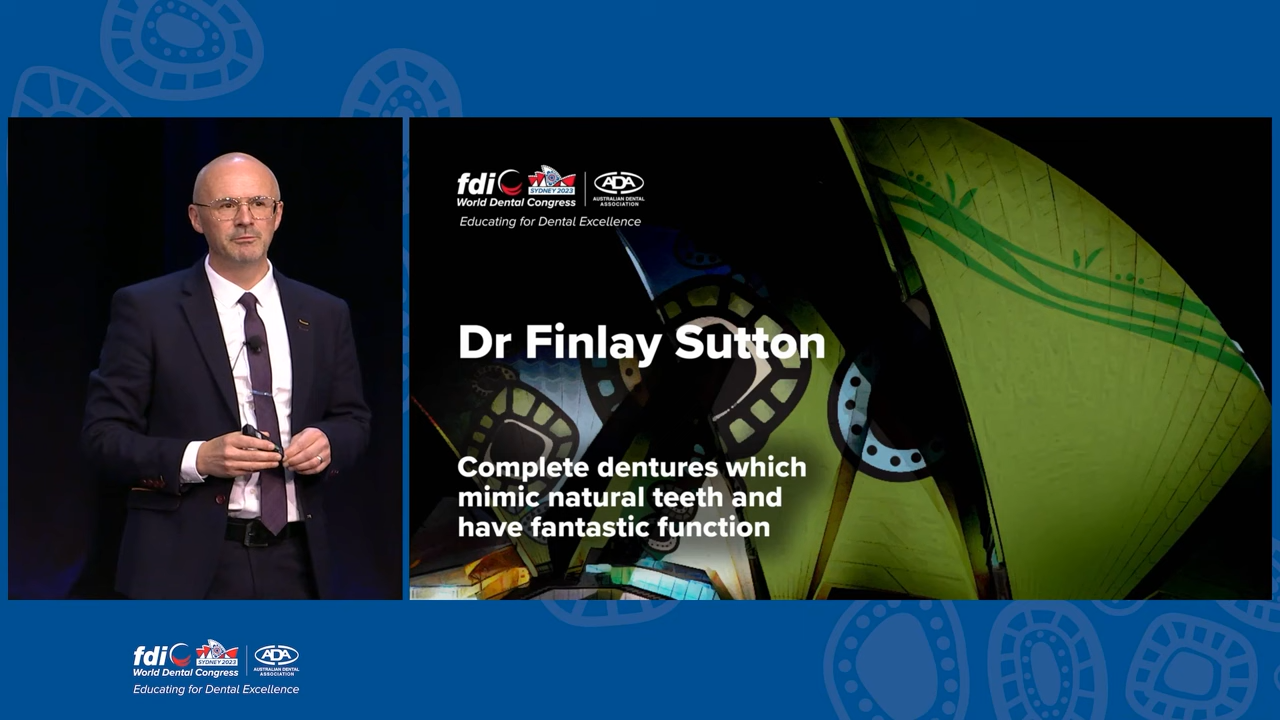 fdi
SYDNEY 2023
World Dental Congress
ADA
AUSTRALIAN DENTAL
ASSOCIATION
Educating for Dental Excellence
Dr Finlay Sutton
Complete dentures which
mimic natural teeth and
have fantastic function
fdi
SYDNEY 2023
World Dental Congress
ADA
AUSTRALIAN DENTAL
ASSOCIATION
Educating for Dental Excellence